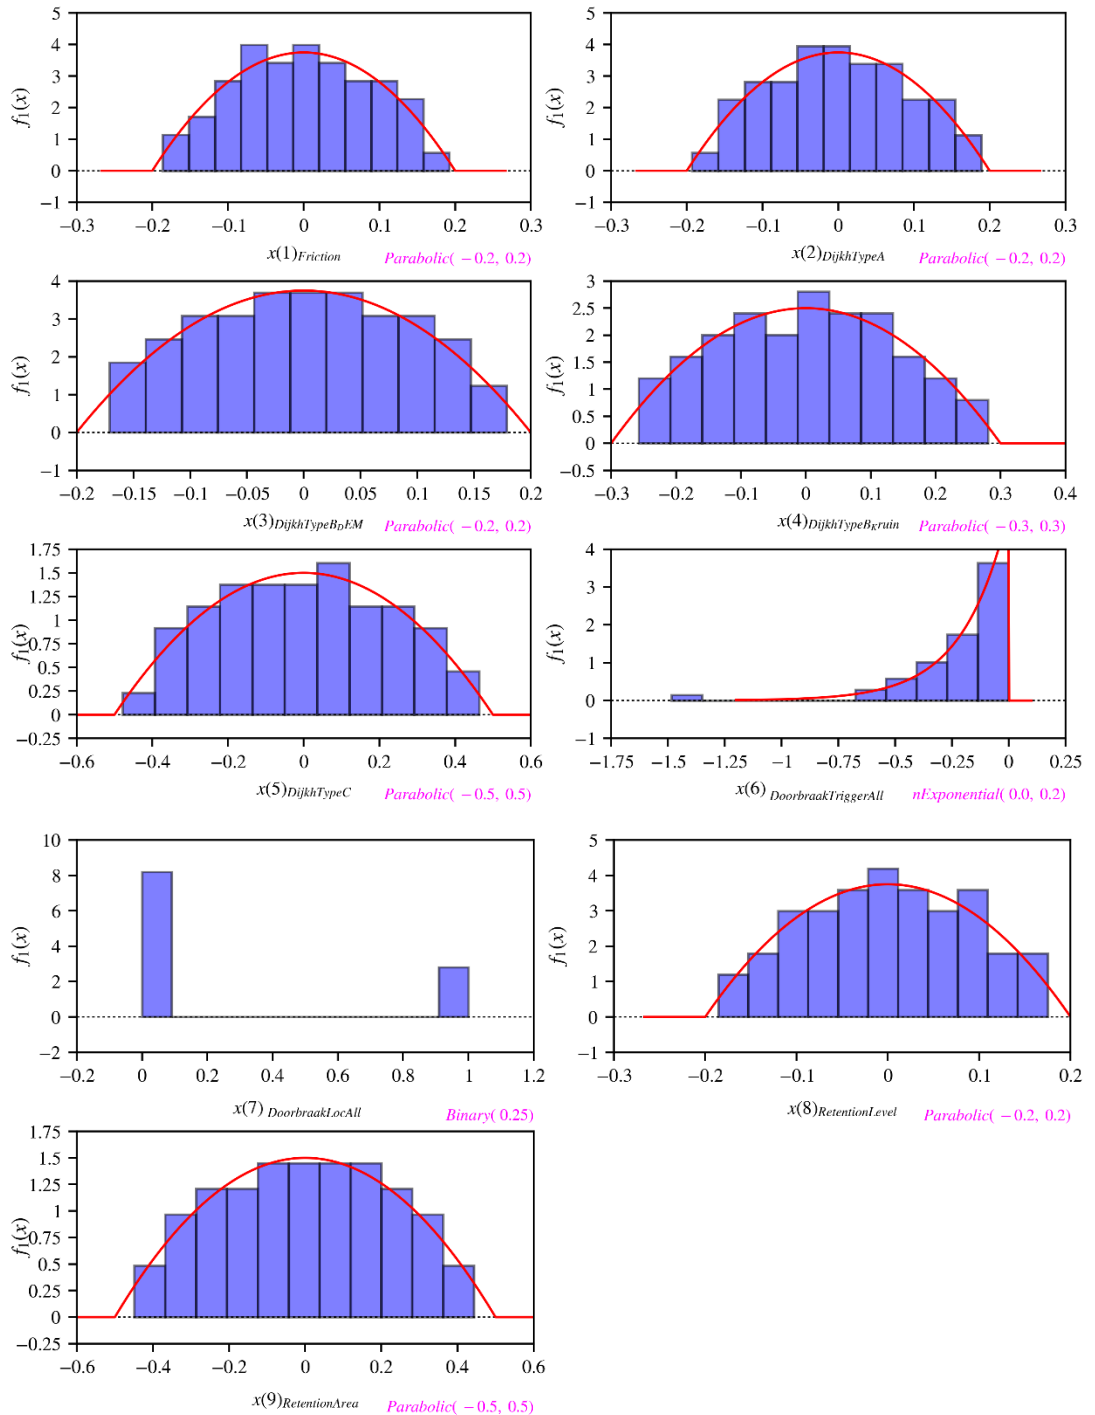 5
4
3
2
1
0
−1
f₁(x)
−0.3 −0.2 −0.1 0 0.1 0.2 0.3
x(1)Friction Parabolic( −0.2, 0.2)
5
4
3
2
1
0
−1
f₁(x)
−0.3 −0.2 −0.1 0 0.1 0.2 0.3
x(2)DijkhTypeA Parabolic( −0.2, 0.2)
4
3
2
1
0
−1
f₁(x)
−0.2 −0.15 −0.1 −0.05 0 0.05 0.1 0.15 0.2
x(3)DijkhTypeB_DEM Parabolic( −0.2, 0.2)
3
2.5
2
1.5
1
0.5
0
−0.5
f₁(x)
−0.3 −0.2 −0.1 0 0.1 0.2 0.3 0.4
x(4)DijkhTypeB_Kruin Parabolic( −0.3, 0.3)
1.75
1.5
1.25
1
0.75
0.5
0.25
0
−0.25
f₁(x)
−0.6 −0.4 −0.2 0 0.2 0.4 0.6
x(5)DijkhTypeC Parabolic( −0.5, 0.5)
4
3
2
1
0
−1
f₁(x)
−1.75 −1.5 −1.25 −1 −0.75 −0.5 −0.25 0 0.25
x(6) DoorbraakTriggerAll nExponential( 0.0, 0.2)
10
8
6
4
2
0
−2
f₁(x)
−0.2 0 0.2 0.4 0.6 0.8 1 1.2
x(7) DoorbraakLocAll Binary( 0.25)
5
4
3
2
1
0
−1
f₁(x)
−0.3 −0.2 −0.1 0 0.1 0.2
x(8)RetentionLevel Parabolic( −0.2, 0.2)
1.75
1.5
1.25
1
0.75
0.5
0.25
0
−0.25
f₁(x)
−0.6 −0.4 −0.2 0 0.2 0.4 0.6
x(9)RetentionArea Parabolic( −0.5, 0.5)